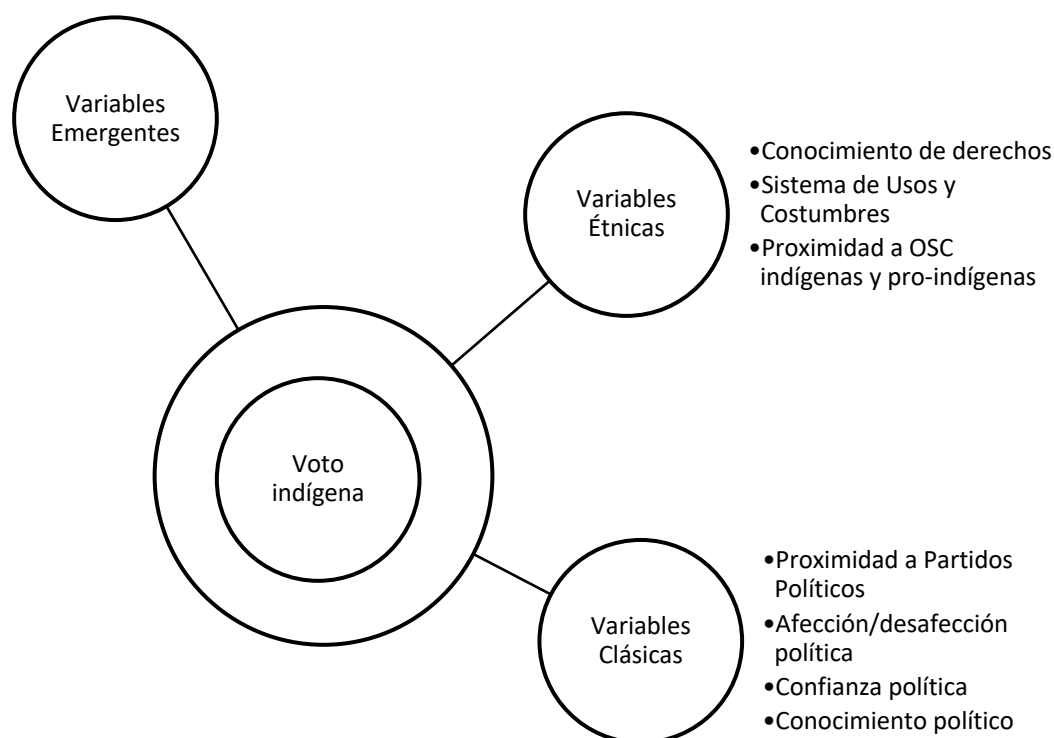 Variables
Emergentes
Variables
Étnicas
•Conocimiento de derechos
•Sistema de Usos y
Costumbres
•Proximidad a OSC
indígenas y pro-indígenas
Voto
indígena
Variables
Clásicas
•Proximidad a Partidos
Políticos
•Afección/desafección
política
•Confianza política
•Conocimiento político